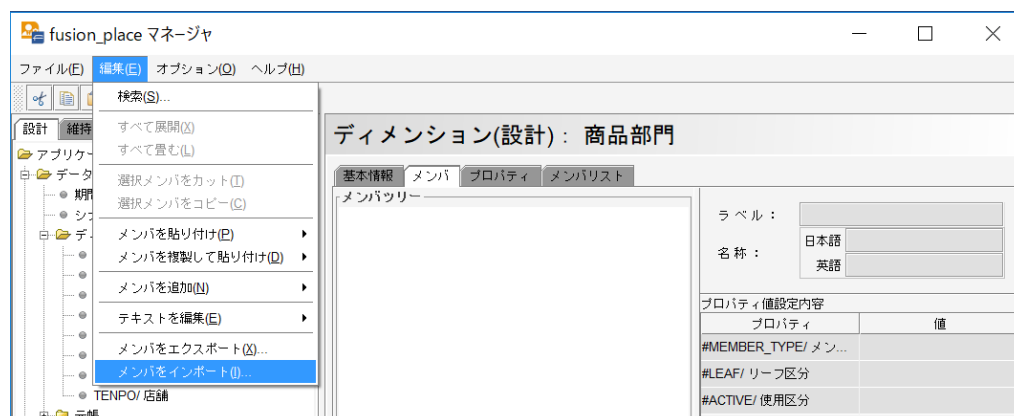 fusion_place マネージャ
ファイル(F) 編集(E) オプション(O) ヘルプ(H)
検索(S)...
すべて展開(X)
すべて畳む(L)
選択メンバをカット(T)
選択メンバをコピー(C)
メンバを貼り付け(P)
メンバを複製して貼り付け(D)
メンバを追加(N)
テキストを編集(E)
メンバをエクスポート(X)...
メンバをインポート(I)...
設計 維持
アプリケー
データ
期間
シ
デ
TENPO/ 店舗
元帳
ディメンション(設計)： 商品部門
基本情報 メンバ プロパティ メンバリスト
メンバツリー
ラベル：
名称： 日本語
英語
プロパティ値設定内容
プロパティ 値
#MEMBER_TYPE/ メン...
#LEAF/ リーフ区分
#ACTIVE/ 使用区分